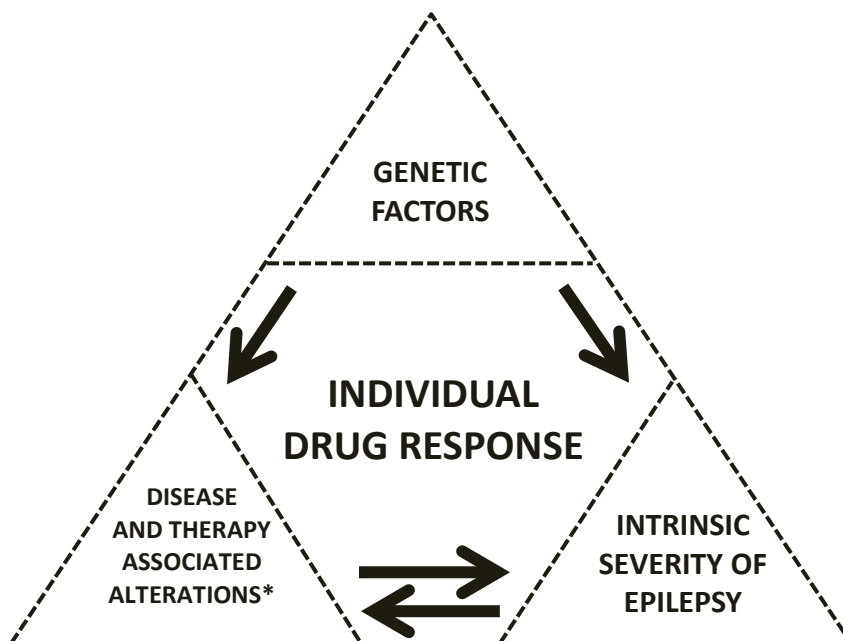 GENETIC
FACTORS
INDIVIDUAL
DRUG RESPONSE
DISEASE
AND THERAPY
ASSOCIATED
ALTERATIONS*
INTRINSIC
SEVERITY OF
EPILEPSY